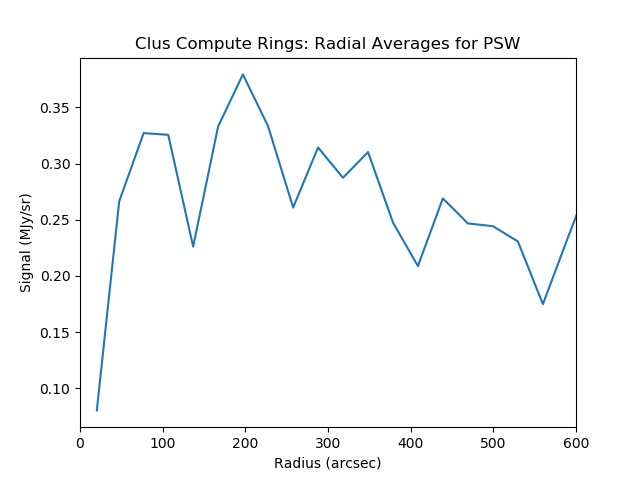 Clus Compute Rings: Radial Averages for PSW
Signal (MJy/sr)
0.35
0.30
0.25
0.20
0.15
0.10
0 100 200 300 400 500 600
Radius (arcsec)